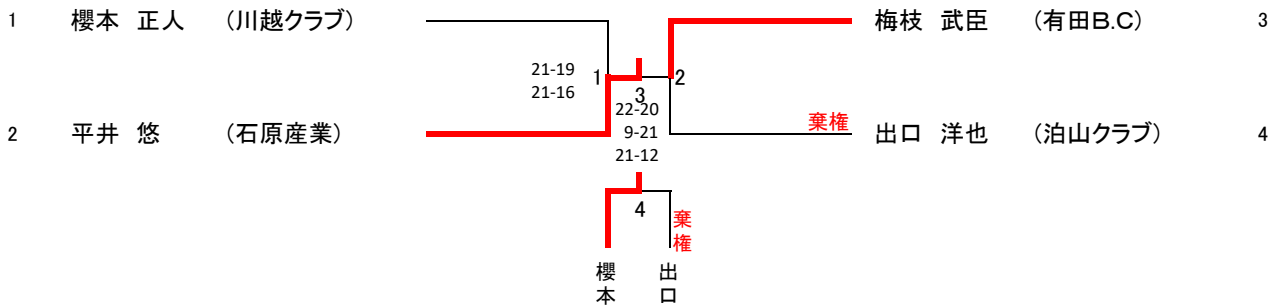 1 櫻本 正人 (川越クラブ)
梅枝 武臣 (有田B.C) 3
21-19
21-16
1
2
3
22-20
9-21
21-12
2 平井 悠 (石原産業)
棄権
出口 洋也 (泊山クラブ) 4
4
棄権
櫻本
出口